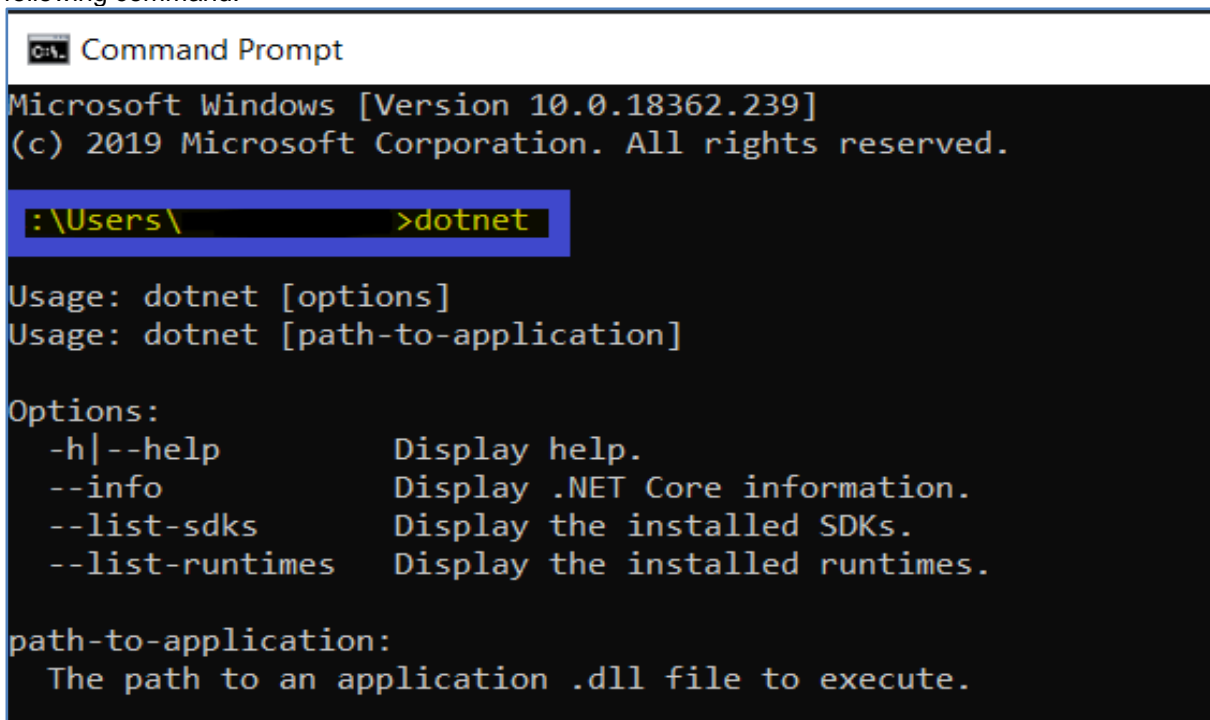 following command.
C:\.
Command Prompt
Microsoft Windows [Version 10.0.18362.239]
(c) 2019 Microsoft Corporation. All rights reserved.
:\Users\ >dotnet
Usage: dotnet [options]
Usage: dotnet [path-to-application]
Options:
-h|--help Display help.
--info Display .NET Core information.
--list-sdks Display the installed SDKs.
--list-runtimes Display the installed runtimes.
path-to-application:
The path to an application .dll file to execute.